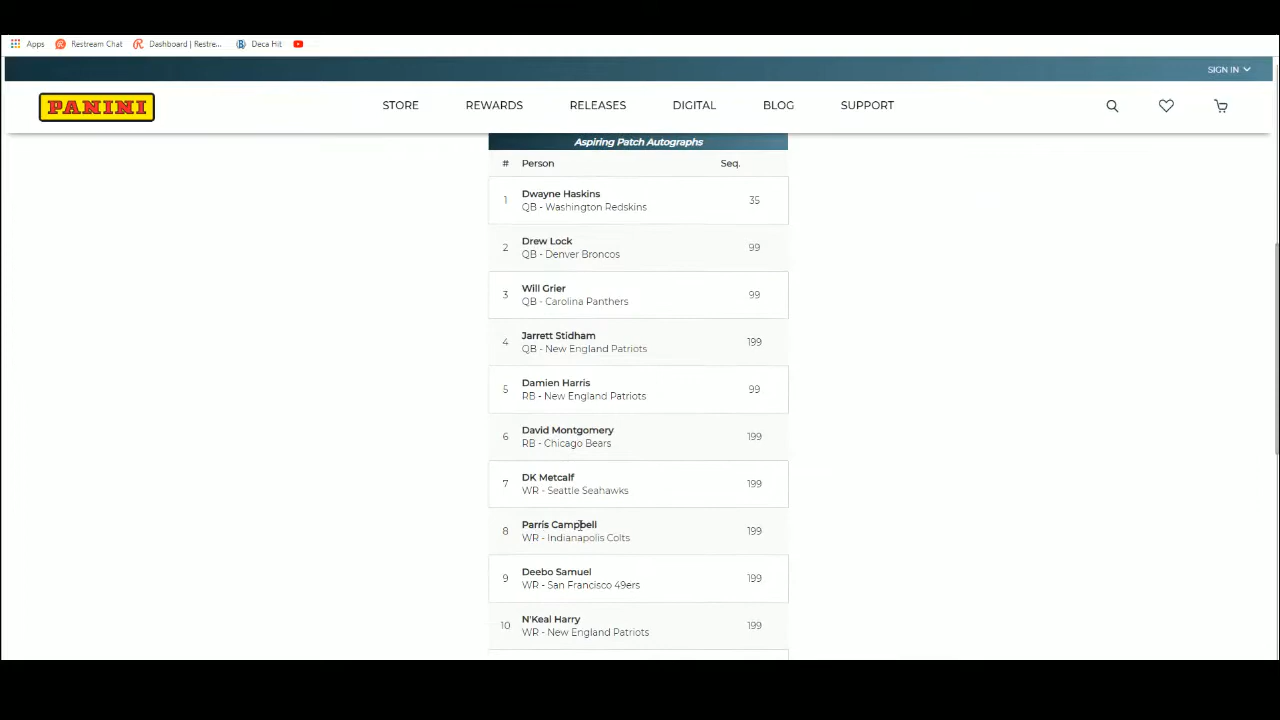 Apps Restream Chat Dashboard | Restre... Deca Hit
SIGN IN
PANINI STORE REWARDS RELEASES DIGITAL BLOG SUPPORT
Aspiring Patch Autographs
# Person Seq.
Dwayne Haskins
1 QB - Washington Redskins 35
Drew Lock
2 QB - Denver Broncos 99
Will Grier
3 QB - Carolina Panthers 99
Jarrett Stidham
4 QB - New England Patriots 199
Damien Harris
5 RB - New England Patriots 99
David Montgomery
6 RB - Chicago Bears 199
DK Metcalf
7 WR - Seattle Seahawks 199
Parris Campbell
8 WR - Indianapolis Colts 199
Deebo Samuel
9 WR - San Francisco 49ers 199
N'Keal Harry
10 WR - New England Patriots 199